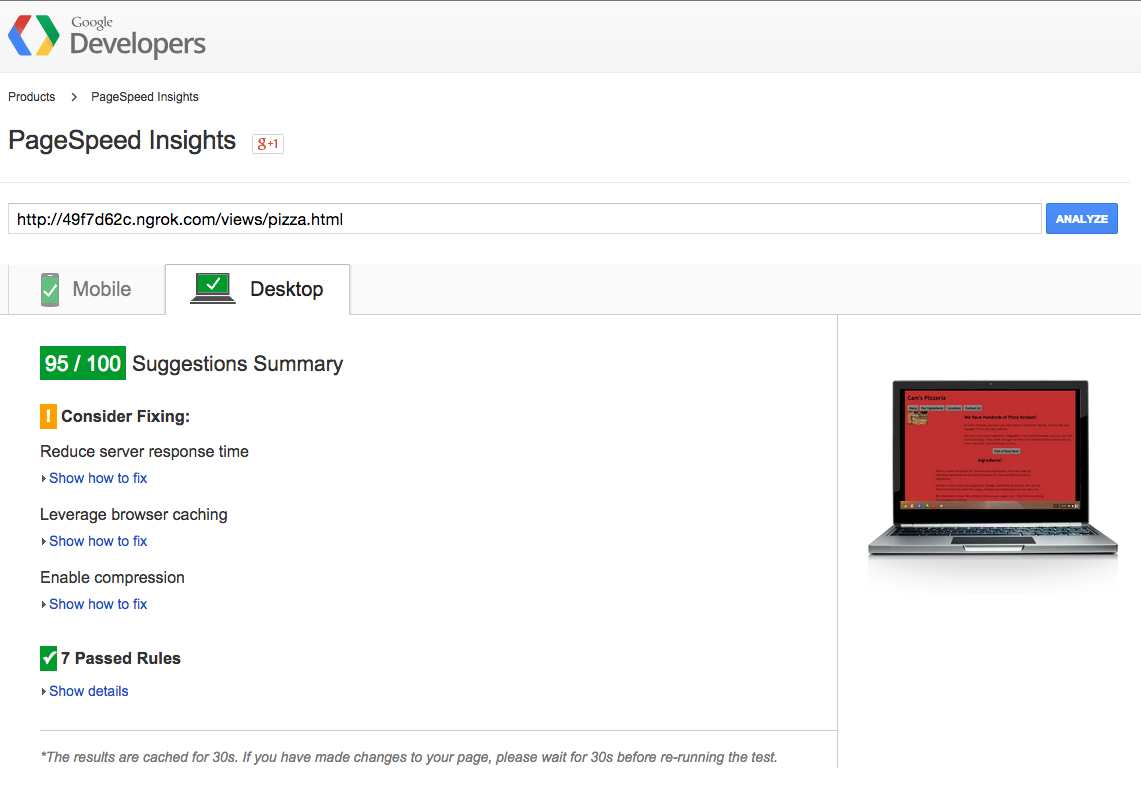 Google
Developers
Products > PageSpeed Insights
PageSpeed Insights g+1
http://49f7d62c.ngrok.com/views/pizza.html ANALYZE
Mobile Desktop
95 / 100 Suggestions Summary
! Consider Fixing:
Reduce server response time
Show how to fix
Leverage browser caching
Show how to fix
Enable compression
Show how to fix
7 Passed Rules
Show details
*The results are cached for 30s. If you have made changes to your page, please wait for 30s before re-running the test.
Cam's Pizzeria
We Have Hundreds of Pizza Recipes!
Ingredients!